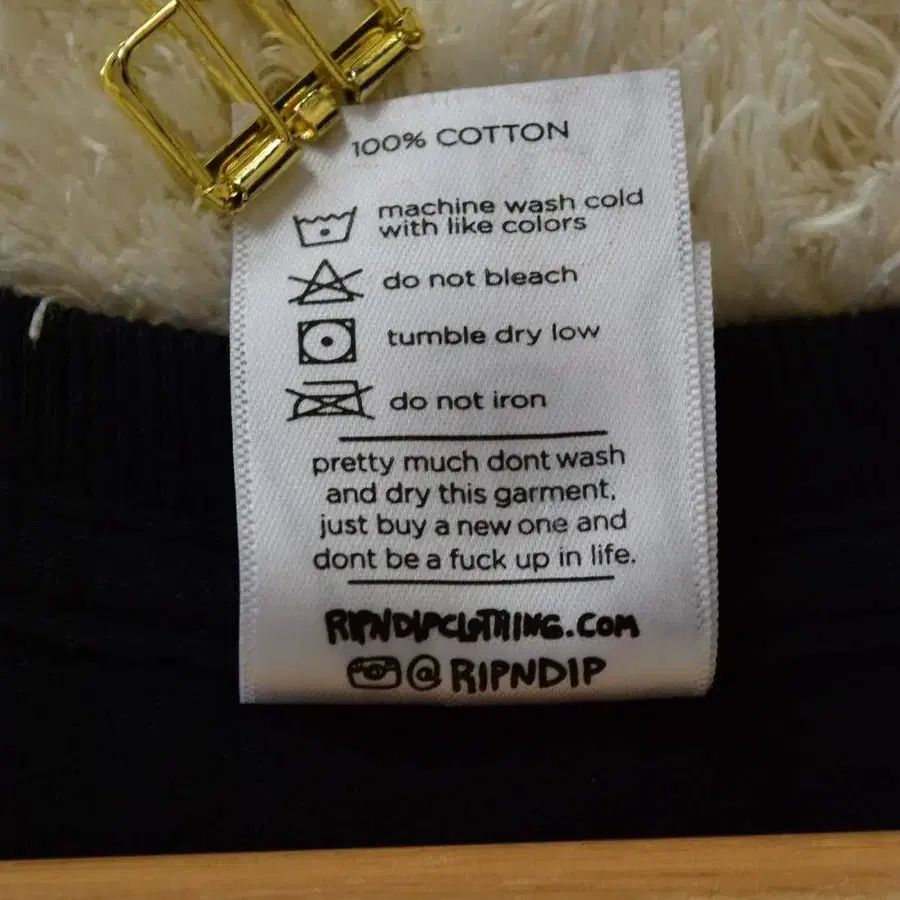 100% COTTON
machine wash cold
with like colors
do not bleach
tumble dry low
do not iron
pretty much dont wash
and dry this garment,
just buy a new one and
dont be a fuck up in life.
RIPNDIPCLOTHING.COM
@RIPNDIP